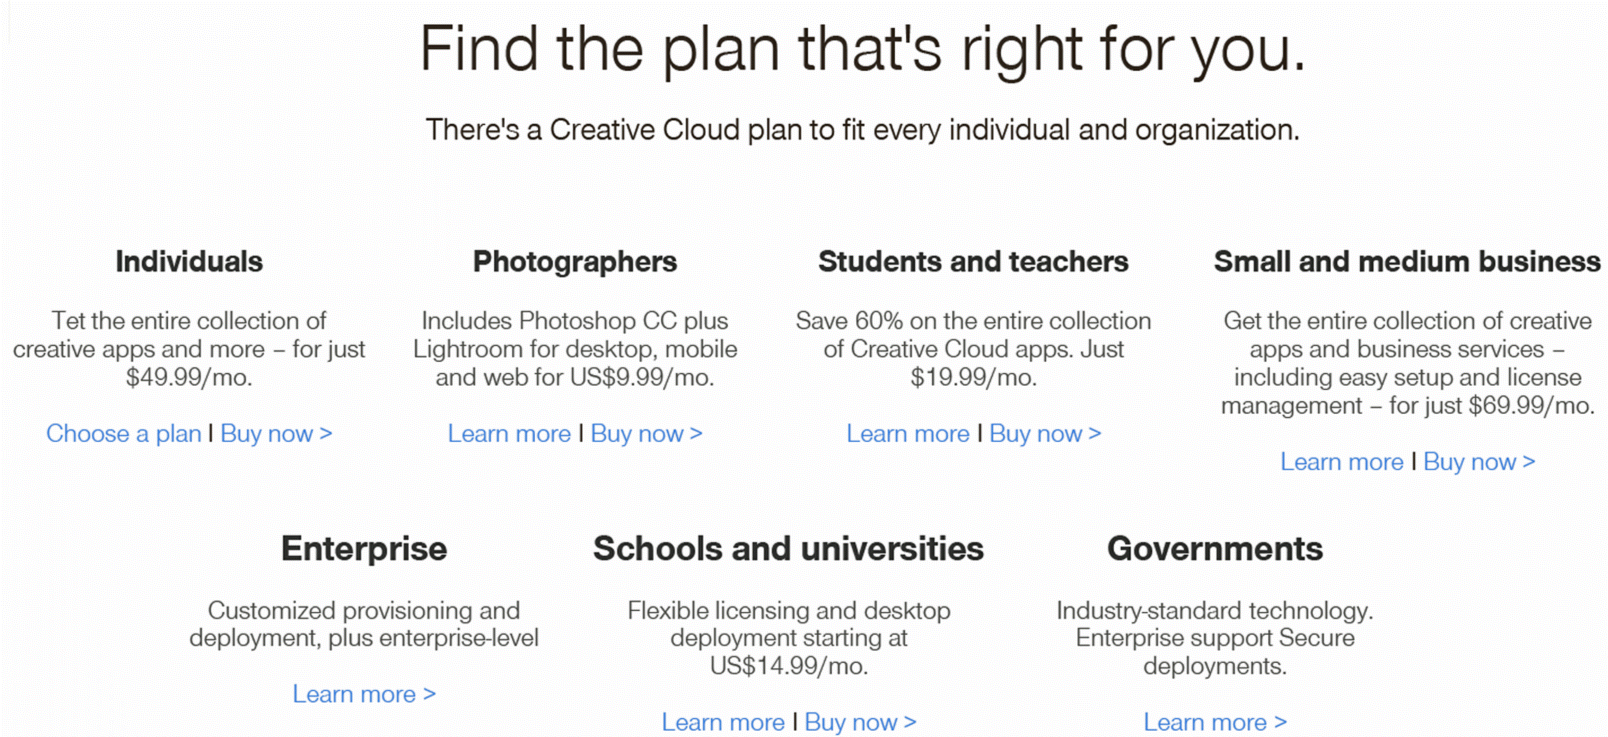 Find the plan that's right for you.
There's a Creative Cloud plan to fit every individual and organization.
Individuals
Tet the entire collection of
creative apps and more – for just
$49.99/mo.
Choose a plan | Buy now >
Photographers
Includes Photoshop CC plus
Lightroom for desktop, mobile
and web for US$9.99/mo.
Learn more | Buy now >
Students and teachers
Save 60% on the entire collection
of Creative Cloud apps. Just
$19.99/mo.
Learn more | Buy now >
Small and medium business
Get the entire collection of creative
apps and business services –
including easy setup and license
management – for just $69.99/mo.
Learn more | Buy now >
Enterprise
Customized provisioning and
deployment, plus enterprise-level
Learn more >
Schools and universities
Flexible licensing and desktop
deployment starting at
US$14.99/mo.
Learn more | Buy now >
Governments
Industry-standard technology.
Enterprise support Secure
deployments.
Learn more >